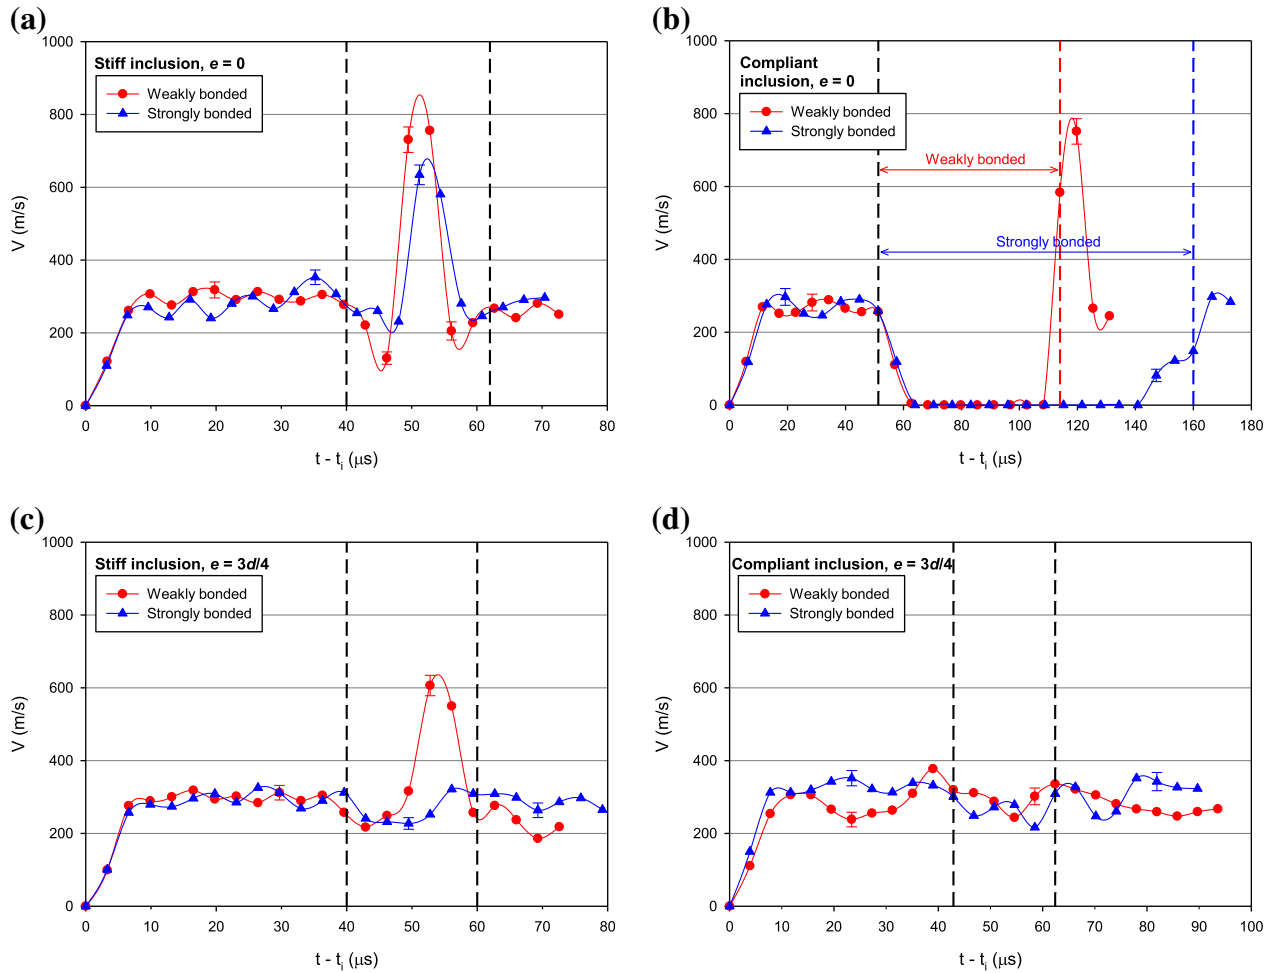 (a)
1000
800
600
400
200
0
V (m/s)
Stiff inclusion, e = 0
Weakly bonded
Strongly bonded
0 10 20 30 40 50 60 70 80
t - ti (μs)
(b)
1000
800
600
400
200
0
V (m/s)
Compliant
inclusion, e = 0
Weakly bonded
Strongly bonded
Weakly bonded
Strongly bonded
0 20 40 60 80 100 120 140 160 180
t - ti (μs)
(c)
1000
800
600
400
200
0
V (m/s)
Stiff inclusion, e = 3d/4
Weakly bonded
Strongly bonded
0 10 20 30 40 50 60 70 80
t - ti (μs)
(d)
1000
800
600
400
200
0
V (m/s)
Compliant inclusion, e = 3d/4
Weakly bonded
Strongly bonded
0 10 20 30 40 50 60 70 80 90 100
t - ti (μs)